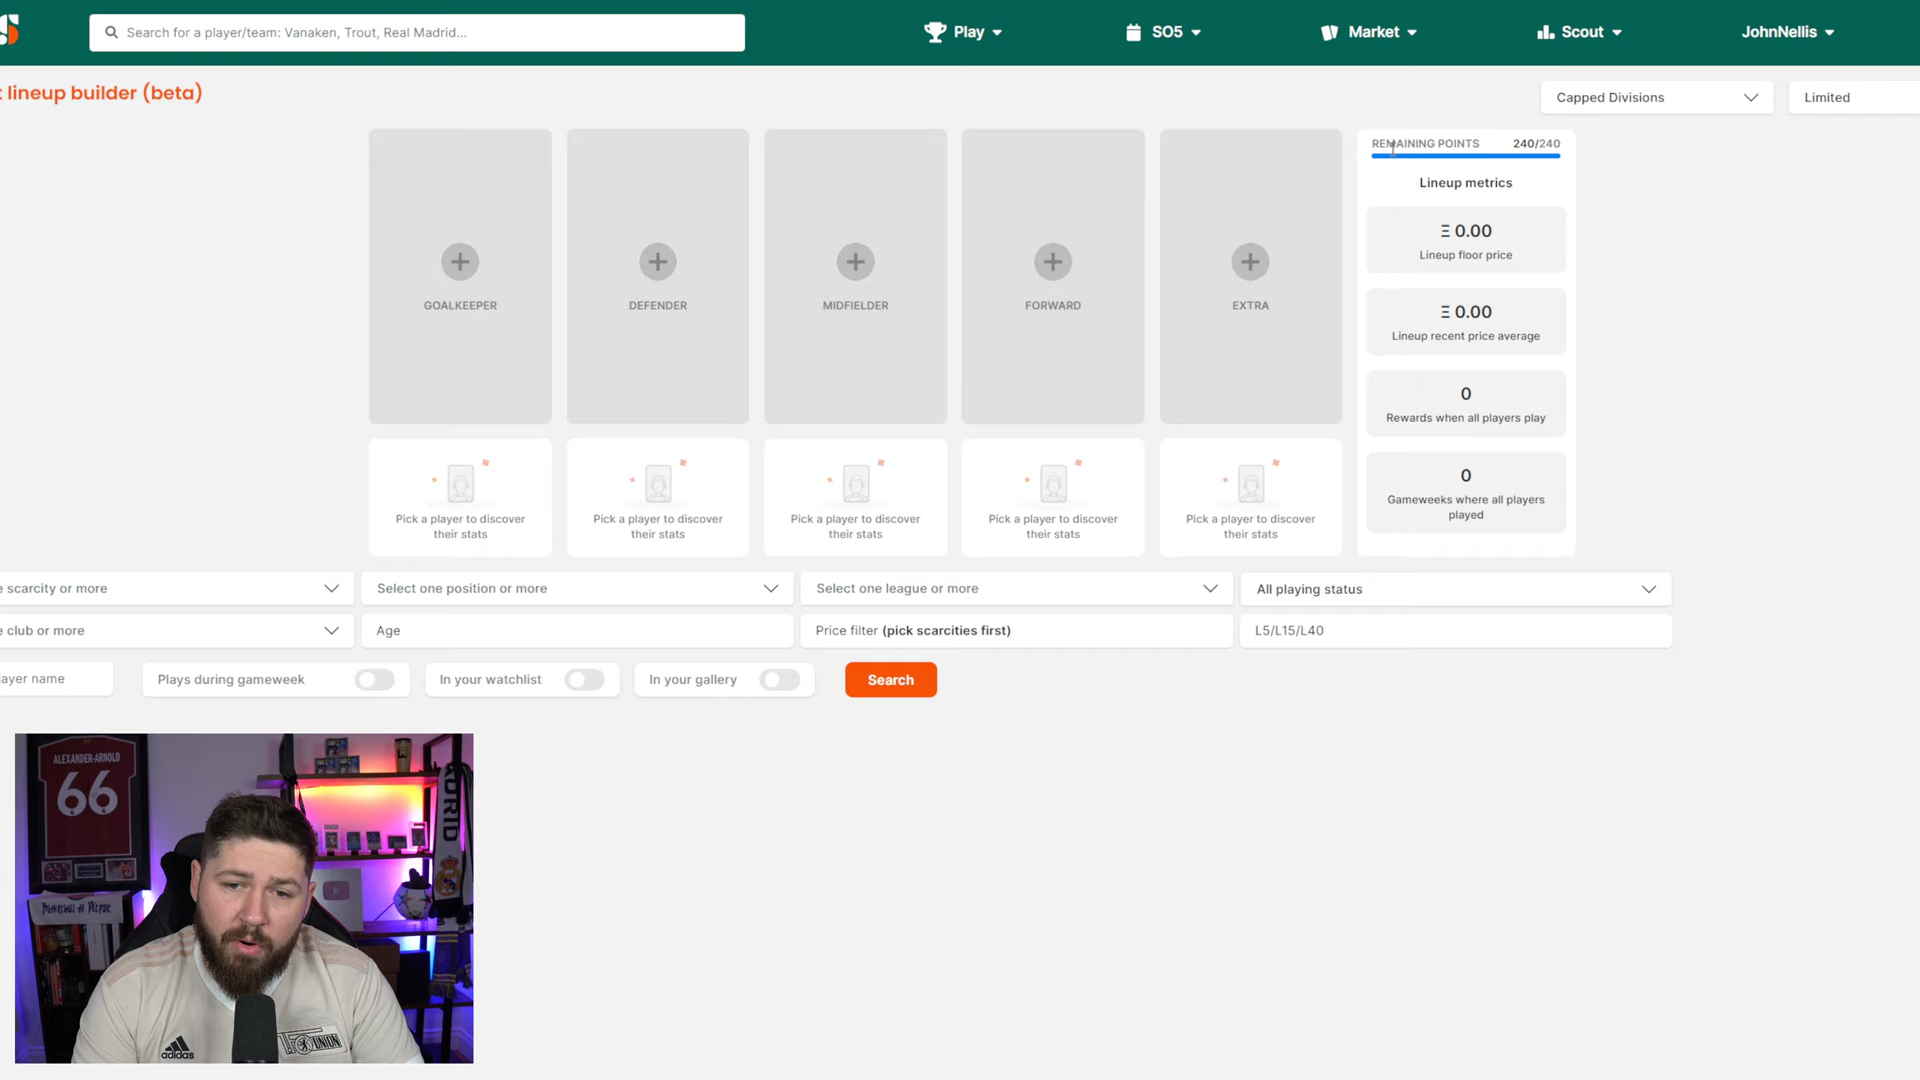 Search for a player/team: Vanaken, Trout, Real Madrid...
Play
SO5
Market
Scout
JohnNellis
lineup builder (beta)
Capped Divisions
Limited
GOALKEEPER
DEFENDER
MIDFIELDER
FORWARD
EXTRA
REMAINING POINTS 240/240
Lineup metrics
Ξ 0.00
Lineup floor price
Ξ 0.00
Lineup recent price average
0
Rewards when all players play
0
Gameweeks where all players
played
Pick a player to discover
their stats
Pick a player to discover
their stats
Pick a player to discover
their stats
Pick a player to discover
their stats
Pick a player to discover
their stats
scarcity or more
Select one position or more
Select one league or more
All playing status
club or more
Age
Price filter (pick scarcities first)
L5/L15/L40
ayer name
Plays during gameweek
In your watchlist
In your gallery
Search
ALEXANDER-ARNOLD
66
adidas
UNION